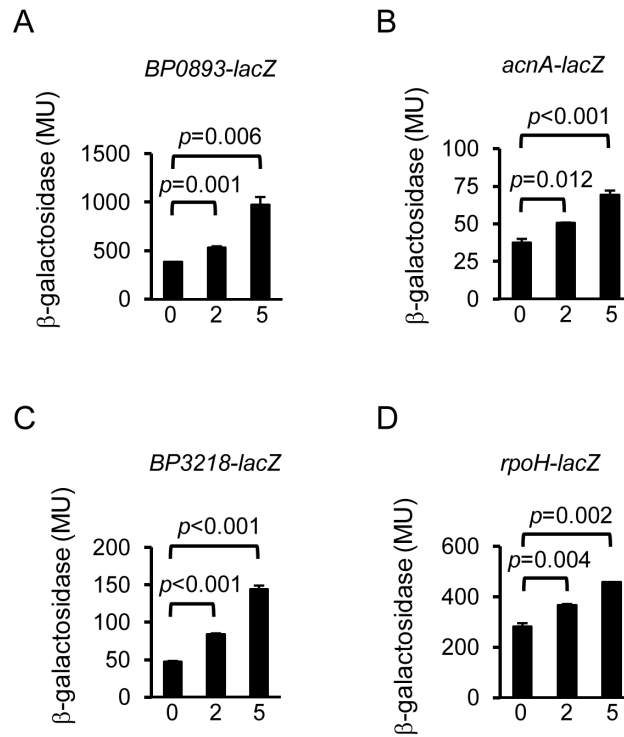 A
BP0893-lacZ
β-galactosidase (MU)
p=0.006
p=0.001
1500
1000
500
0
0 2 5
B
acnA-lacZ
β-galactosidase (MU)
p<0.001
p=0.012
100
75
50
25
0
0 2 5
C
BP3218-lacZ
β-galactosidase (MU)
p<0.001
p<0.001
200
150
100
50
0
0 2 5
D
rpoH-lacZ
β-galactosidase (MU)
p=0.002
p=0.004
600
400
200
0
0 2 5